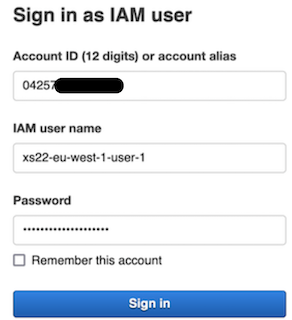 Sign in as IAM user
Account ID (12 digits) or account alias
04257
IAM user name
xs22-eu-west-1-user-1
Password
••••••••••••••••••••
Remember this account
Sign in